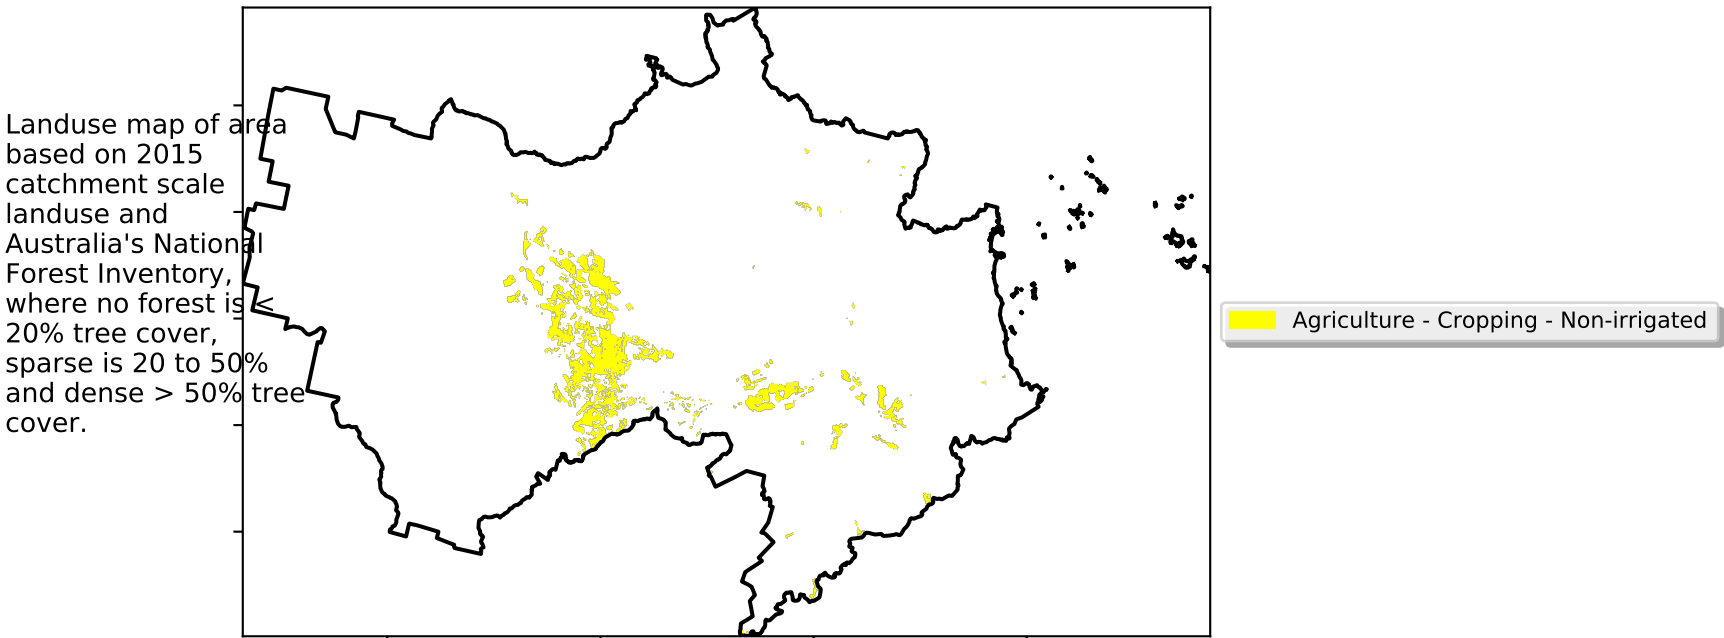 Landuse map of area
based on 2015
catchment scale
landuse and
Australia's National
Forest Inventory,
where no forest is <
20% tree cover,
sparse is 20 to 50%
and dense > 50% tree
cover.
Agriculture - Cropping - Non-irrigated